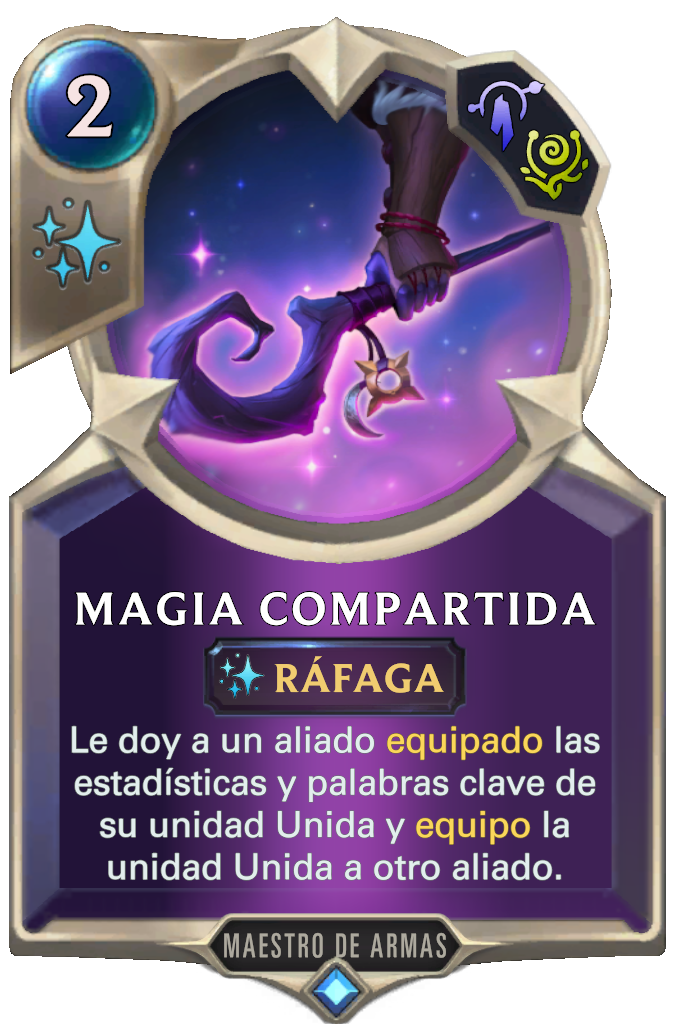 2
MAGIA COMPARTIDA
RÁFAGA
Le doy a un aliado equipado las
estadísticas y palabras clave de
su unidad Unida y equipo la
unidad Unida a otro aliado.
MAESTRO DE ARMAS